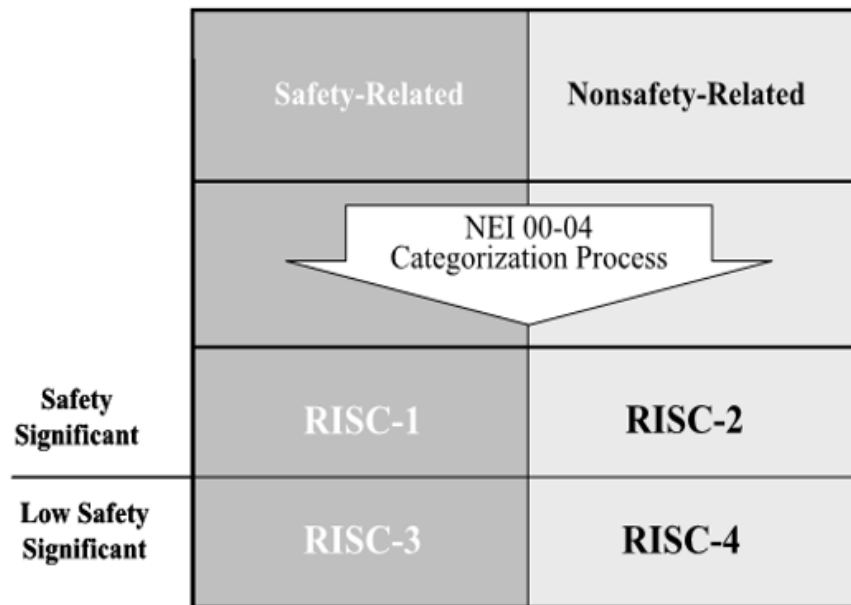 Safety-Related
Nonsafety-Related
NEI 00-04
Categorization Process
Safety
Significant
RISC-1
RISC-2
Low Safety
Significant
RISC-3
RISC-4